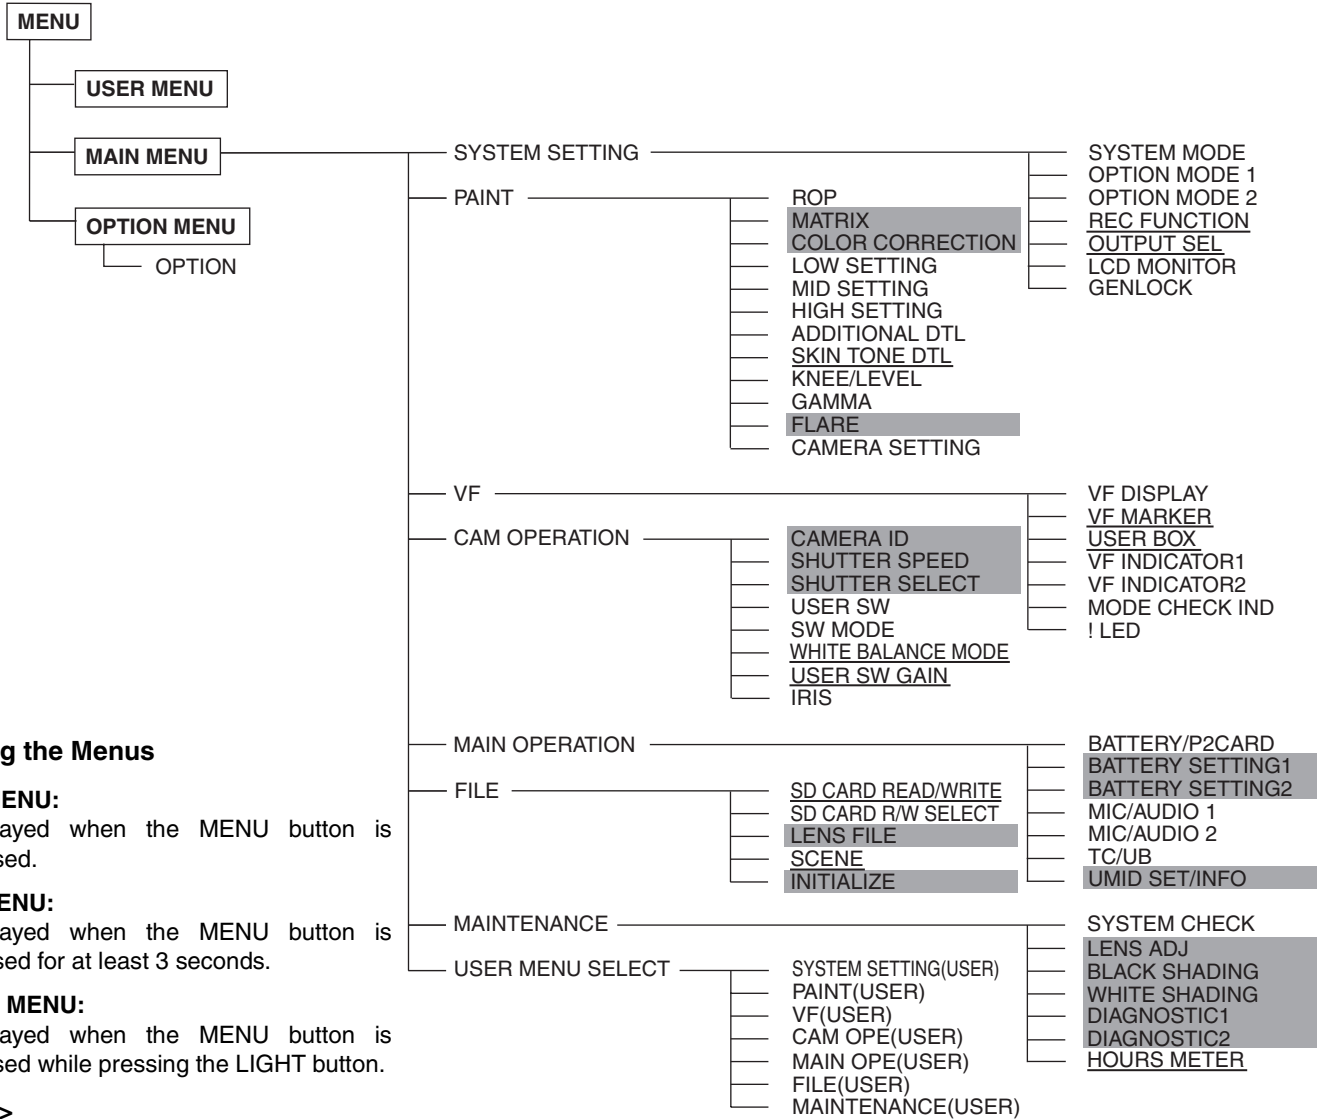 MENU
USER MENU
MAIN MENU
OPTION MENU
OPTION
SYSTEM SETTING
SYSTEM MODE
OPTION MODE 1
OPTION MODE 2
REC FUNCTION
OUTPUT SEL
LCD MONITOR
GENLOCK
PAINT
ROP
MATRIX
COLOR CORRECTION
LOW SETTING
MID SETTING
HIGH SETTING
ADDITIONAL DTL
SKIN TONE DTL
KNEE/LEVEL
GAMMA
FLARE
CAMERA SETTING
VF
VF DISPLAY
VF MARKER
USER BOX
VF INDICATOR1
VF INDICATOR2
MODE CHECK IND
! LED
CAM OPERATION
CAMERA ID
SHUTTER SPEED
SHUTTER SELECT
USER SW
SW MODE
WHITE BALANCE MODE
USER SW GAIN
IRIS
MAIN OPERATION
BATTERY/P2CARD
BATTERY SETTING1
BATTERY SETTING2
MIC/AUDIO 1
MIC/AUDIO 2
TC/UB
UMID SET/INFO
FILE
SD CARD READ/WRITE
SD CARD R/W SELECT
LENS FILE
SCENE
INITIALIZE
MAINTENANCE
SYSTEM CHECK
LENS ADJ
BLACK SHADING
WHITE SHADING
DIAGNOSTIC1
DIAGNOSTIC2
HOURS METER
USER MENU SELECT
SYSTEM SETTING(USER)
PAINT(USER)
VF(USER)
CAM OPE(USER)
MAIN OPE(USER)
FILE(USER)
MAINTENANCE(USER)
g the Menus
ENU:
ayed when the MENU button is
sed.
ENU:
ayed when the MENU button is
sed for at least 3 seconds.
MENU:
ayed when the MENU button is
sed while pressing the LIGHT button.
>